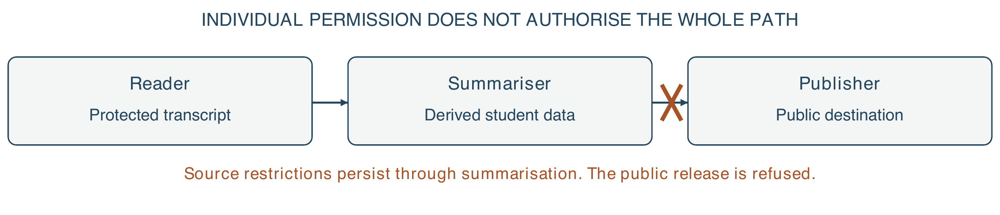 INDIVIDUAL PERMISSION DOES NOT AUTHORISE THE WHOLE PATH
Reader
Protected transcript
Summariser
Derived student data
Publisher
Public destination
Source restrictions persist through summarisation. The public release is refused.